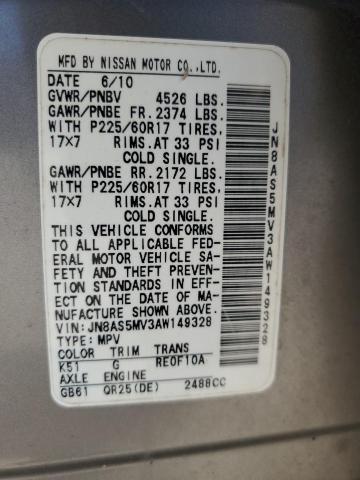 MFD BY NISSAN MOTOR CO.,LTD.
DATE 6/10
GVWR/PNBV 4526 LBS.
GAWR/PNBE FR. 2374 LBS.
WITH P225/60R17 TIRES,
17×7 RIMS.AT 33 PSI
COLD SINGLE.
GAWR/PNBE RR. 2172 LBS.
WITH P225/60R17 TIRES,
17×7 RIMS.AT 33 PSI
COLD SINGLE.
THIS VEHICLE CONFORMS
TO ALL APPLICABLE FED-
ERAL MOTOR VEHICLE SA-
FETY AND THEFT PREVEN-
TION STANDARDS IN EFF-
ECT ON THE DATE OF MA-
NUFACTURE SHOWN ABOVE.
VIN:JN8AS5MV3AW149328
TYPE:MPV
COLOR TRIM TRANS
K51 G RE0F10A
AXLE ENGINE
GB61 QR25(DE) 2488CC
JN8AS5MV3AW149328